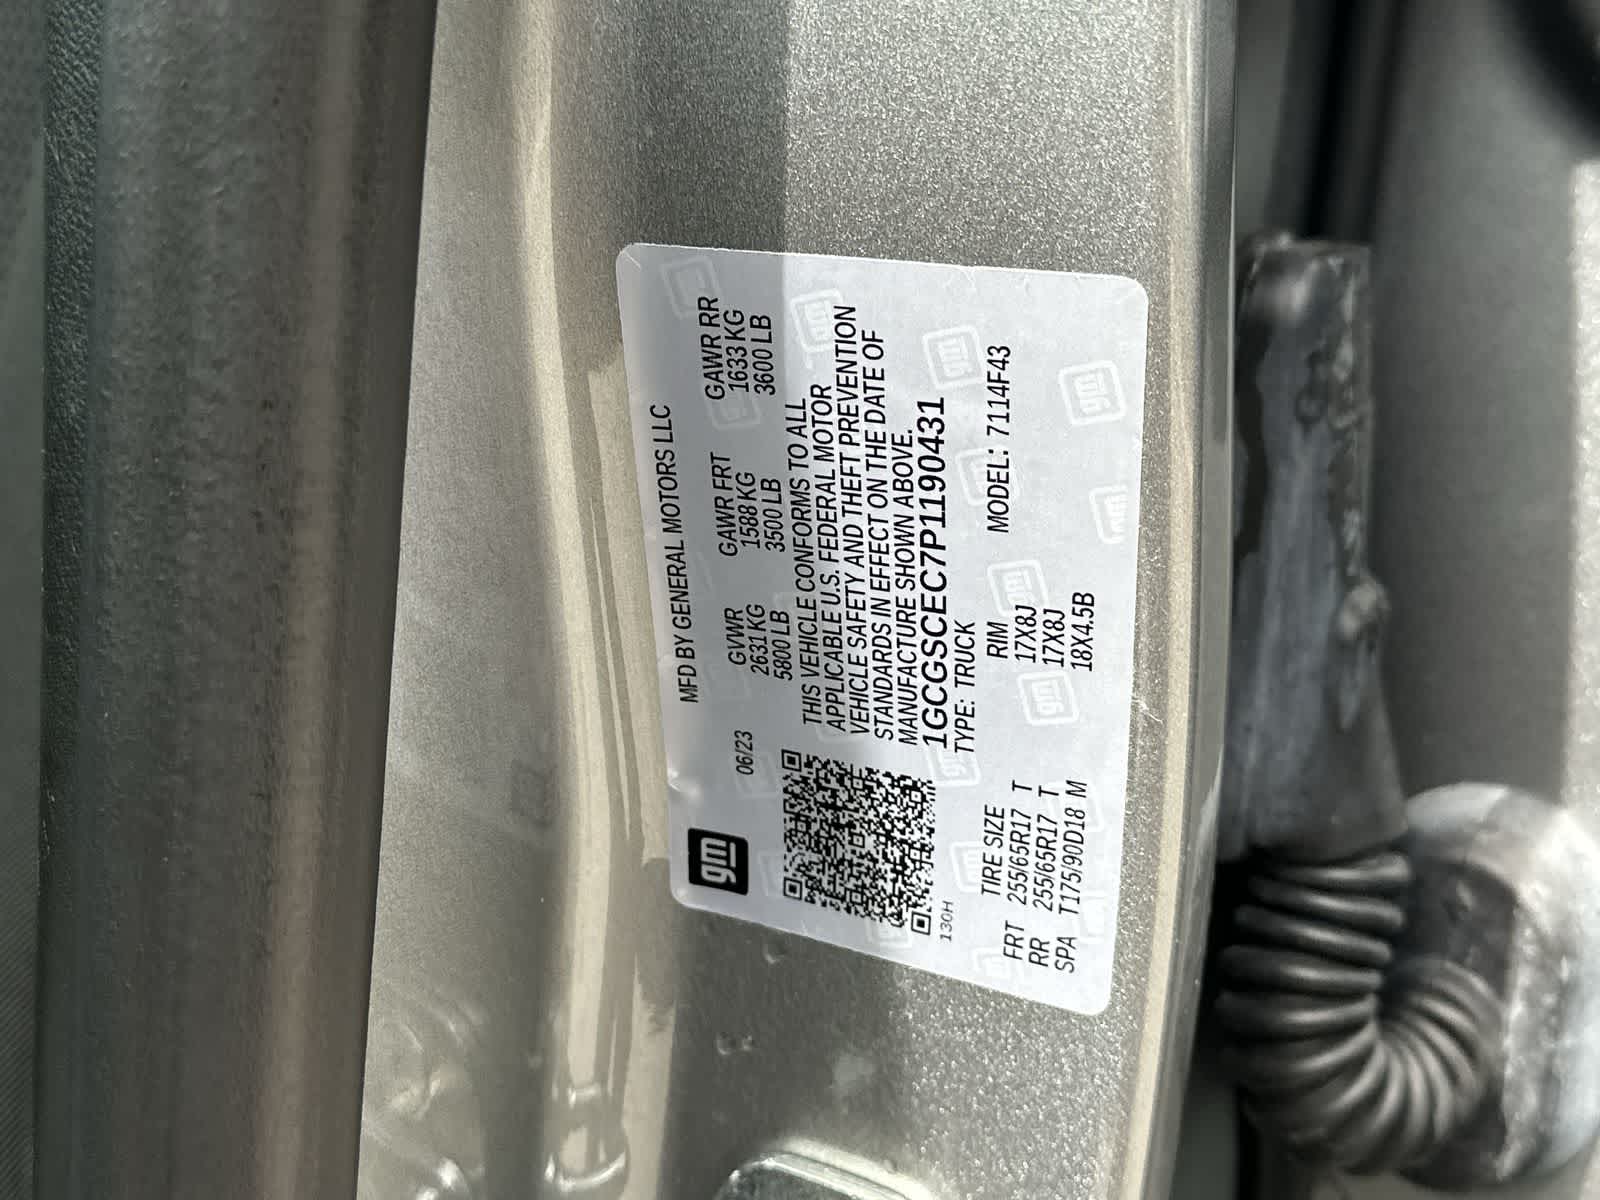 gm
MFD BY GENERAL MOTORS LLC
06/23
GVWR GAWR FRT GAWR RR
2631 KG 1588 KG 1633 KG
5800 LB 3500 LB 3600 LB
THIS VEHICLE CONFORMS TO ALL
APPLICABLE U.S. FEDERAL MOTOR
VEHICLE SAFETY AND THEFT PREVENTION
STANDARDS IN EFFECT ON THE DATE OF
MANUFACTURE SHOWN ABOVE.
1GCGSCEC7P1190431
130H
TYPE: TRUCK
MODEL: 7114F43
TIRE SIZE RIM
FRT 255/65R17 T 17X8J
RR 255/65R17 T 17X8J
SPA T175/90D18 M 18X4.5B